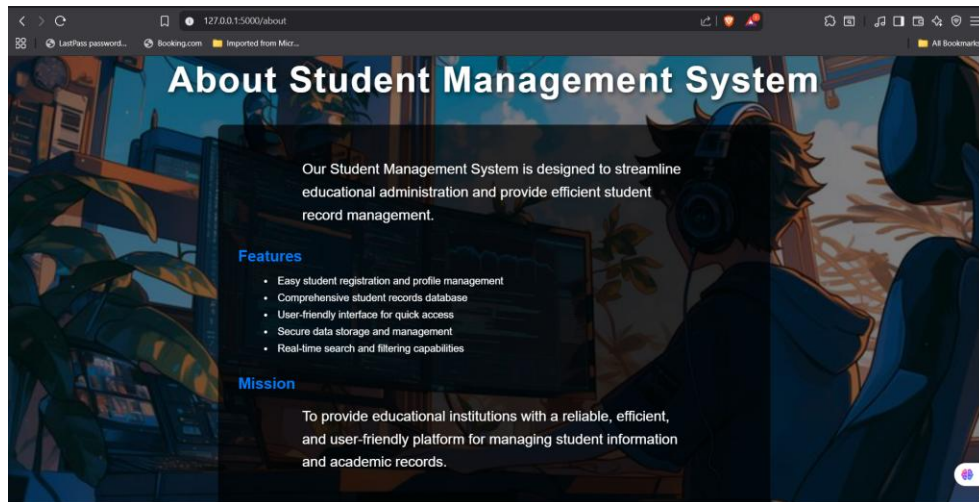 127.0.0.1:5000/about
LastPass password...
Booking.com
Imported from Micr...
All Bookmarks
About Student Management System
Our Student Management System is designed to streamline
educational administration and provide efficient student
record management.
Features
• Easy student registration and profile management
• Comprehensive student records database
• User-friendly interface for quick access
• Secure data storage and management
• Real-time search and filtering capabilities
Mission
To provide educational institutions with a reliable, efficient,
and user-friendly platform for managing student information
and academic records.